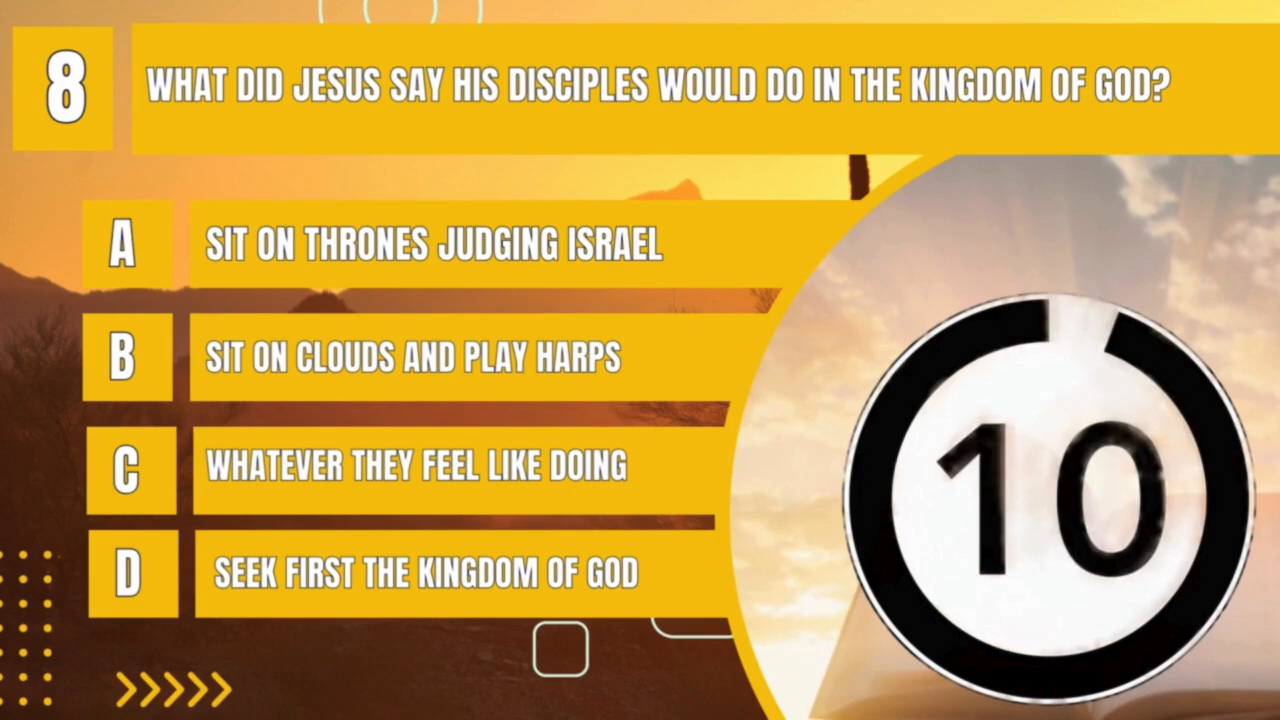 8
WHAT DID JESUS SAY HIS DISCIPLES WOULD DO IN THE KINGDOM OF GOD?
A
SIT ON THRONES JUDGING ISRAEL
B
SIT ON CLOUDS AND PLAY HARPS
C
WHATEVER THEY FEEL LIKE DOING
D
SEEK FIRST THE KINGDOM OF GOD
10